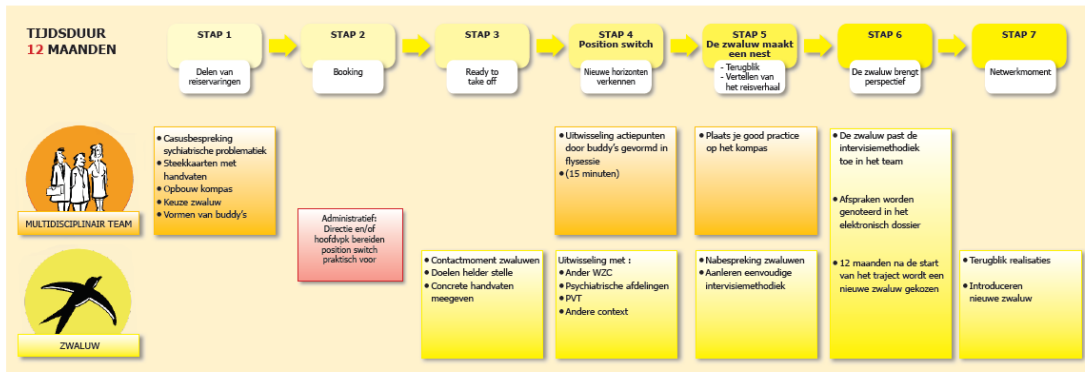 TIJDSDUUR
12 MAANDEN
STAP 1
Delen van
reiservaringen
STAP 2
Booking
STAP 3
Ready to
take off
STAP 4
Position switch
Nieuwe horizonten
verkennen
STAP 5
De zwaluw maakt
een nest
- Terugblik
- Vertellen van
het reisverhaal
STAP 6
De zwaluw brengt
perspectief
STAP 7
Netwerkmoment
MULTIDISCIPLINAIR TEAM
• Casusbespreking
sychiatrische problematiek
• Steekkaarten met
handvaten
• Opbouw kompas
• Keuze zwaluw
• Vormen van buddy's
Administratief:
Directie en/of
hoofdvpk bereiden
position switch
praktisch voor
• Uitwisseling actiepunten
door buddy's gevormd in
flysessie
• (15 minuten)
• Plaats je good practice
op het kompas
• De zwaluw past de
intervisiemethodiek
toe in het team
• Afspraken worden
genoteerd in het
elektronisch dossier
• 12 maanden na de start
van het traject wordt een
nieuwe zwaluw gekozen
ZWALUW
• Contactmoment zwaluwen
• Doelen helder stelle
• Concrete handvaten
meegeven
Uitwisseling met :
• Ander WZC
• Psychiatrische afdelingen
• PVT
• Andere context
• Nabespreking zwaluwen
• Aanleren eenvoudige
intervisiemethodiek
• Terugblik realisaties
• Introduceren
nieuwe zwaluw